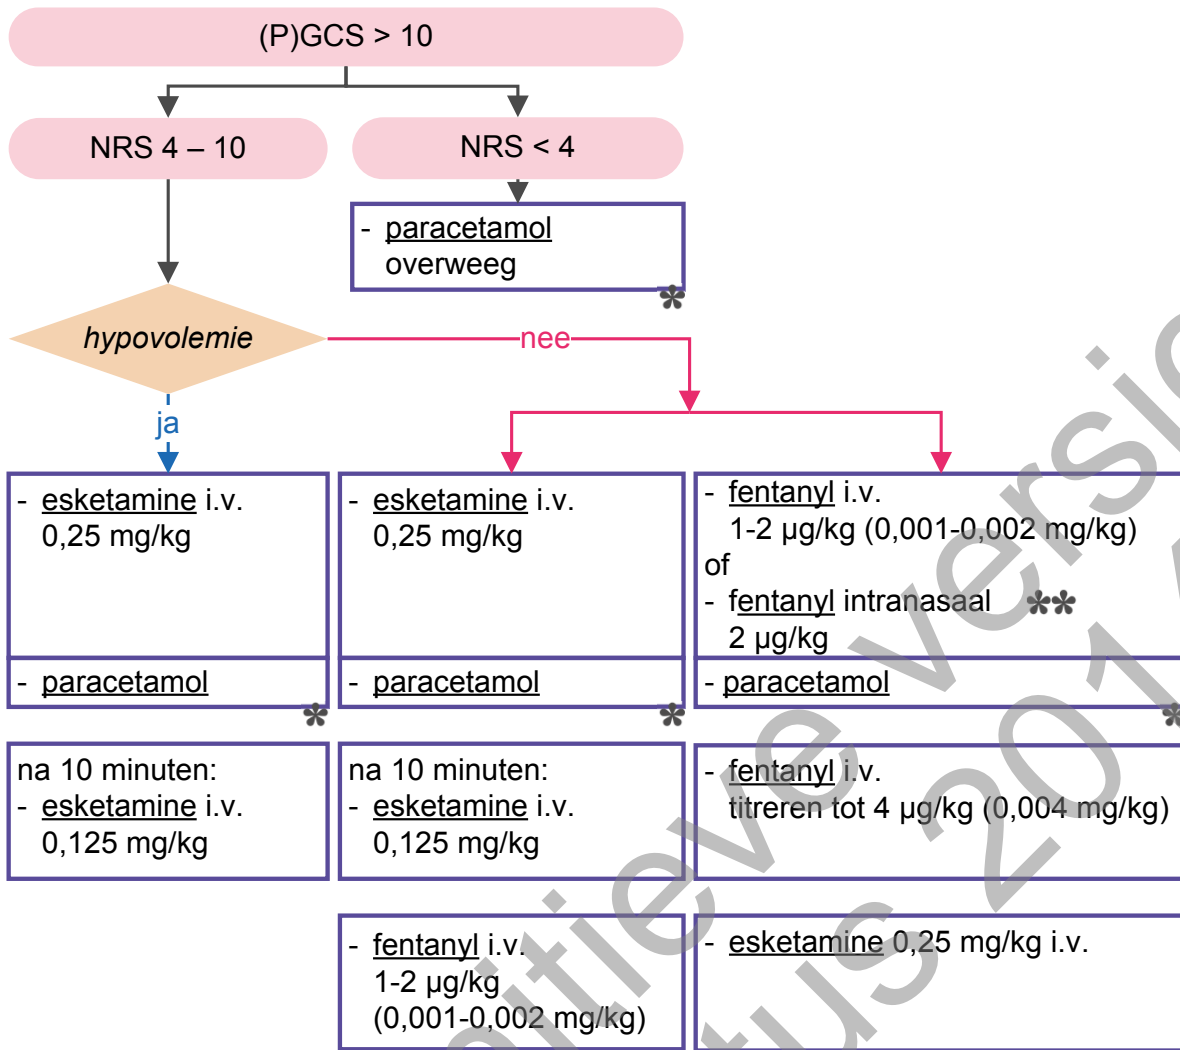 (P)GCS > 10
NRS 4 – 10
NRS < 4
- paracetamol
overweeg
*
hypovolemie
nee
ja
- esketamine i.v.
0,25 mg/kg
- paracetamol
*
- esketamine i.v.
0,25 mg/kg
- paracetamol
*
- fentanyl i.v.
1-2 µg/kg (0,001-0,002 mg/kg)
of
- fentanyl intranasaal **
2 µg/kg
- paracetamol
*
na 10 minuten:
- esketamine i.v.
0,125 mg/kg
na 10 minuten:
- esketamine i.v.
0,125 mg/kg
- fentanyl i.v.
titreren tot 4 µg/kg (0,004 mg/kg)
- fentanyl i.v.
1-2 µg/kg
(0,001-0,002 mg/kg)
- esketamine 0,25 mg/kg i.v.